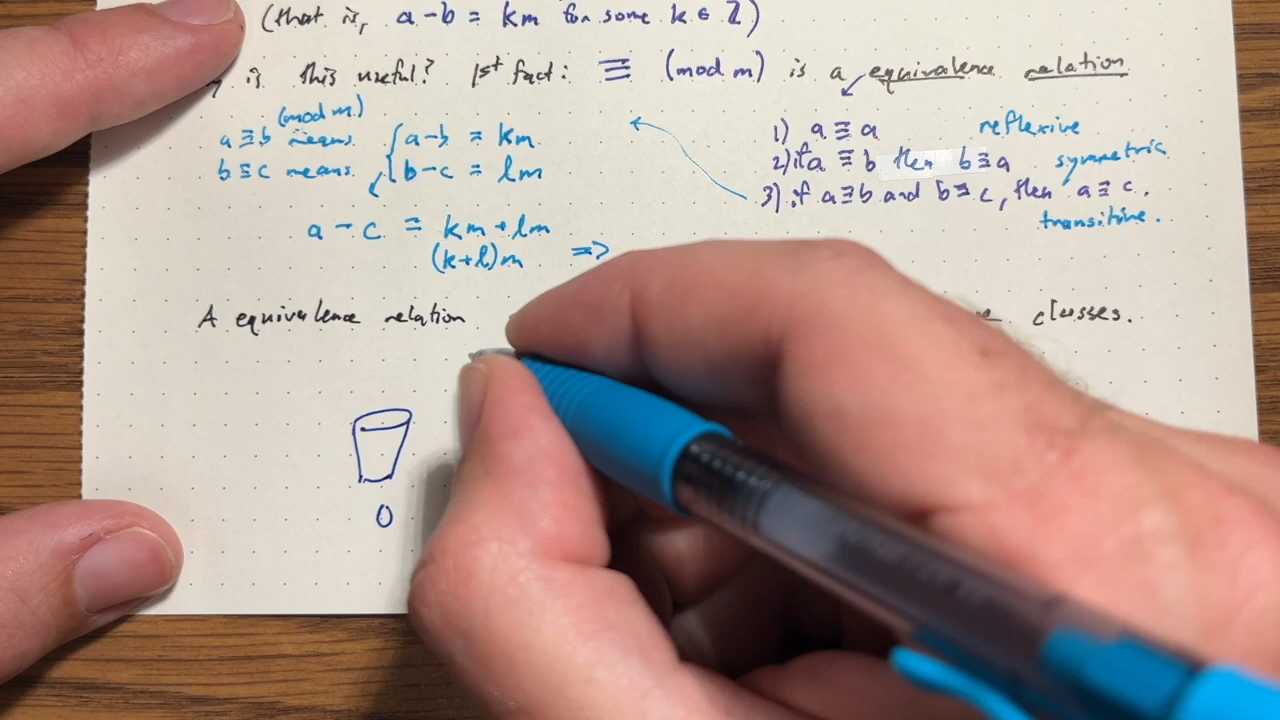 (that is, a - b = km for some k ∈ ℤ)
is this useful? 1st fact: ≡ (mod m) is a equivalence relation
(mod m)
a ≡ b means { a - b = km
b ≡ c means b - c = lm
a - c = km + lm
(k+l)m ⇒
1) a ≡ a reflexive
2) if a ≡ b then b ≡ a symmetric
3) if a ≡ b and b ≡ c, then a ≡ c.
transitive.
A equivalence relation classes.
0